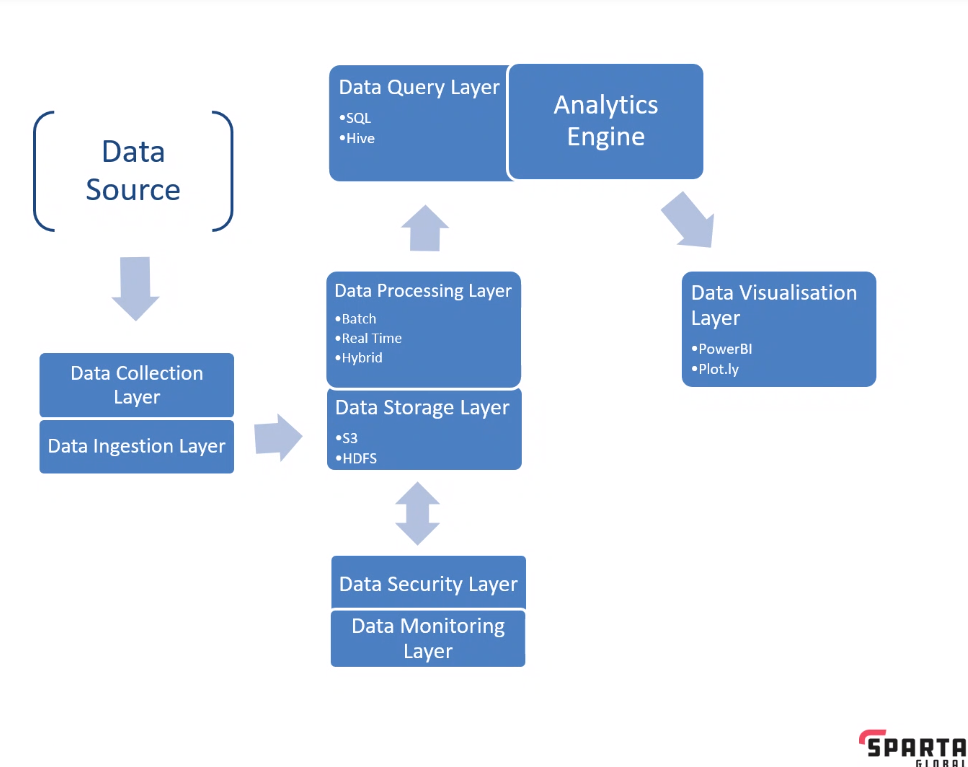 Data
Source
Data Collection
Layer
Data Ingestion Layer
Data Query Layer
•SQL
•Hive
Analytics
Engine
Data Processing Layer
•Batch
•Real Time
•Hybrid
Data Storage Layer
•S3
•HDFS
Data Security Layer
Data Monitoring
Layer
Data Visualisation
Layer
•PowerBI
•Plot.ly
SPARTA
GLOBAL